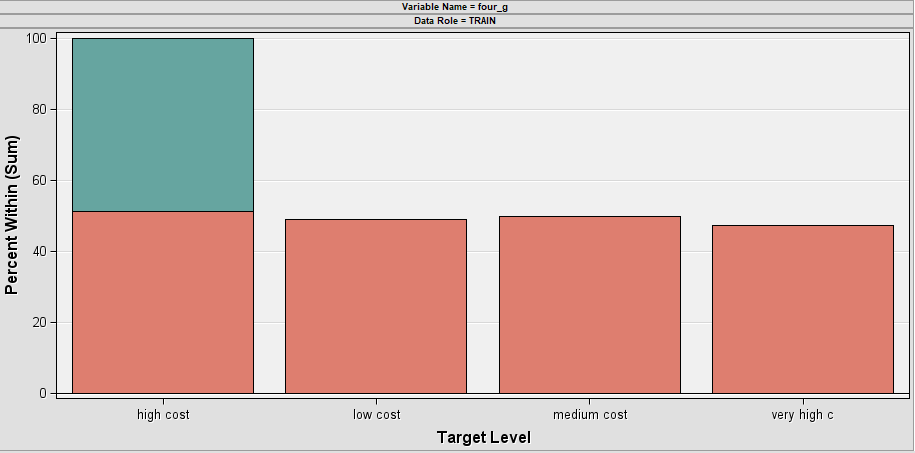 Variable Name = four_g
Data Role = TRAIN
100
80
60
40
20
0
Percent Within (Sum)
high cost low cost medium cost very high c
Target Level